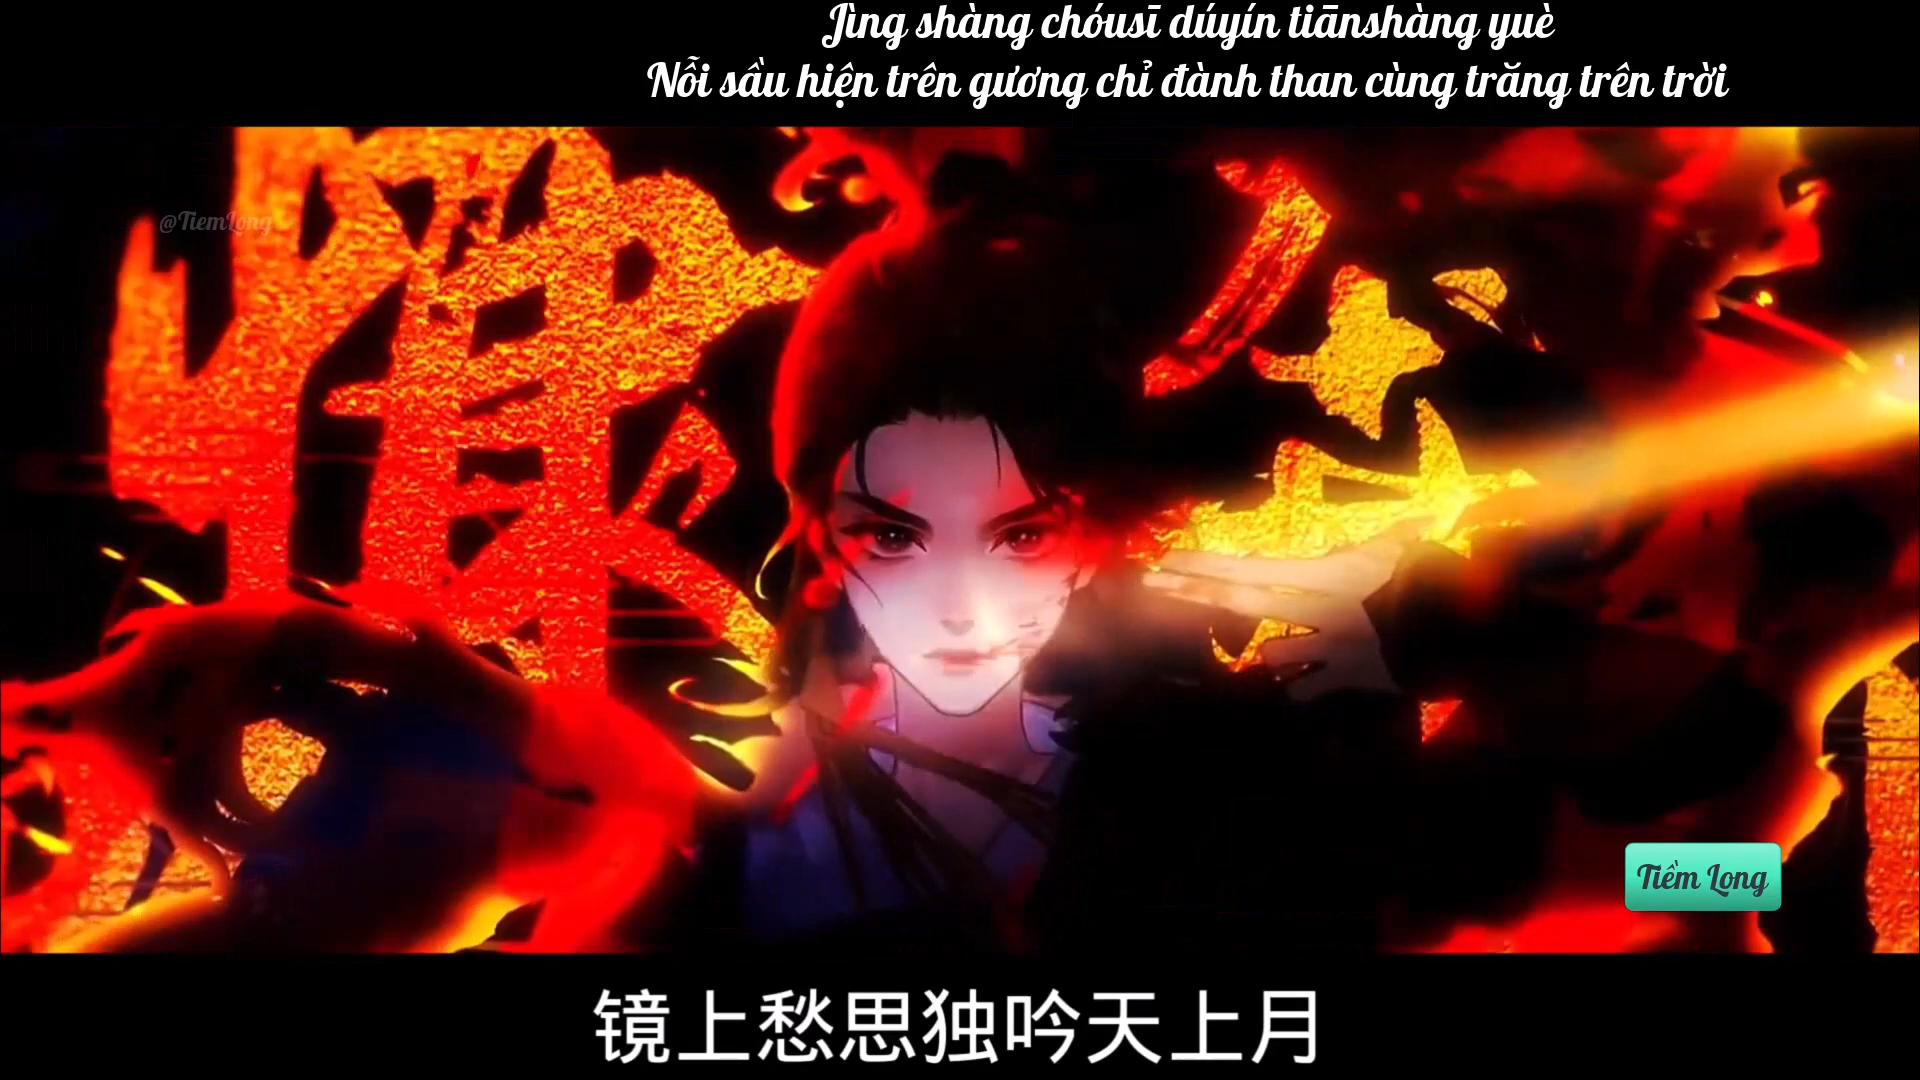 Jìng shàng chóusī dúyín tiānshàng yuè
Nỗi sầu hiện trên gương chỉ đành than cùng trăng trên trời
@TiemLong
Tiềm Long
镜上愁思独吟天上月